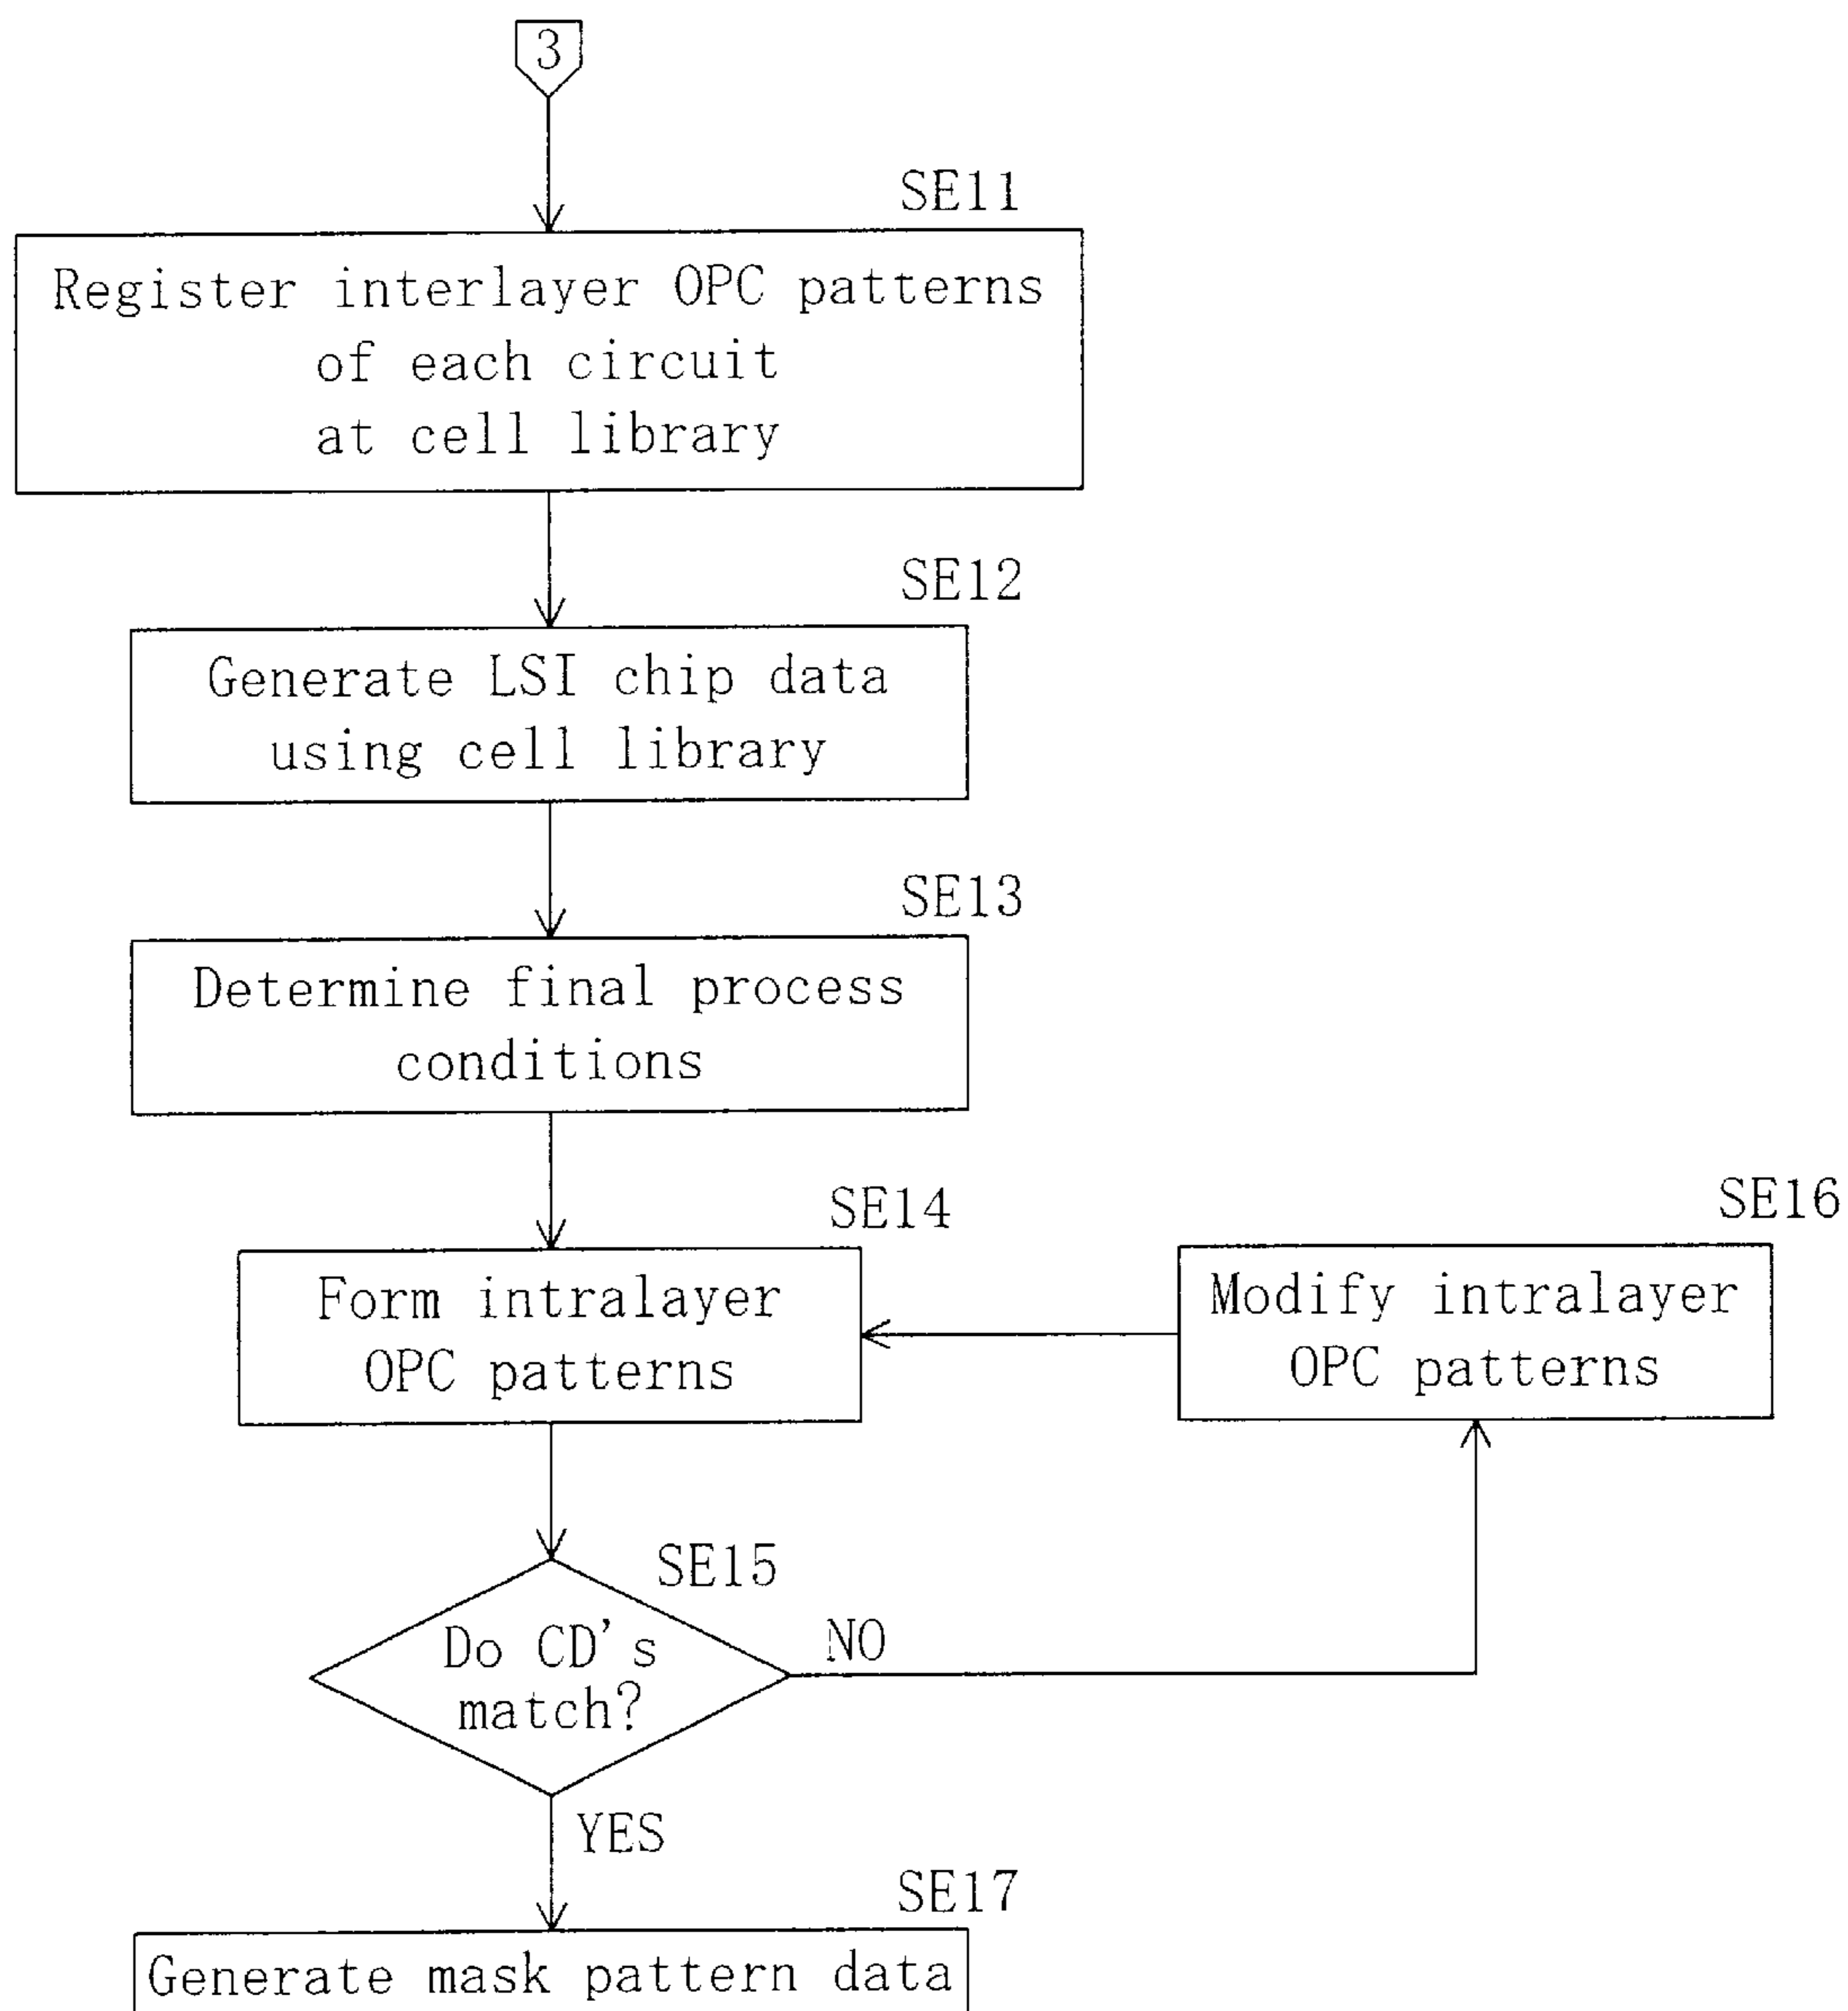 3
SE11
Register interlayer OPC patterns
of each circuit
at cell library
SE12
Generate LSI chip data
using cell library
SE13
Determine final process
conditions
SE14
Form intralayer
OPC patterns
SE16
Modify intralayer
OPC patterns
SE15
Do CD's
match?
NO
YES
SE17
Generate mask pattern data